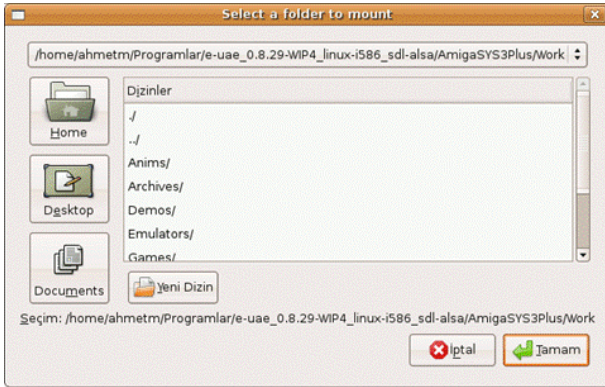 Select a folder to mount
/home/ahmetm/Programlar/e-uae_0.8.29-WIP4_linux-i586_sdl-alsa/AmigaSYS3Plus/Work
Home
Desktop
Documents
Dizinler
./
../
Anims/
Archives/
Demos/
Emulators/
Games/
Yeni Dizin
Seçim: /home/ahmetm/Programlar/e-uae_0.8.29-WIP4_linux-i586_sdl-alsa/AmigaSYS3Plus/Work
İptal
Tamam